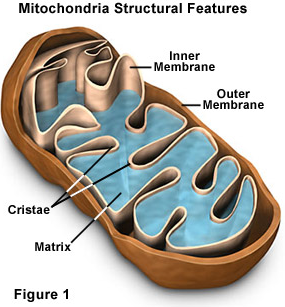 Mitochondria Structural Features
Inner
Membrane
Outer
Membrane
Cristae
Matrix
Figure 1